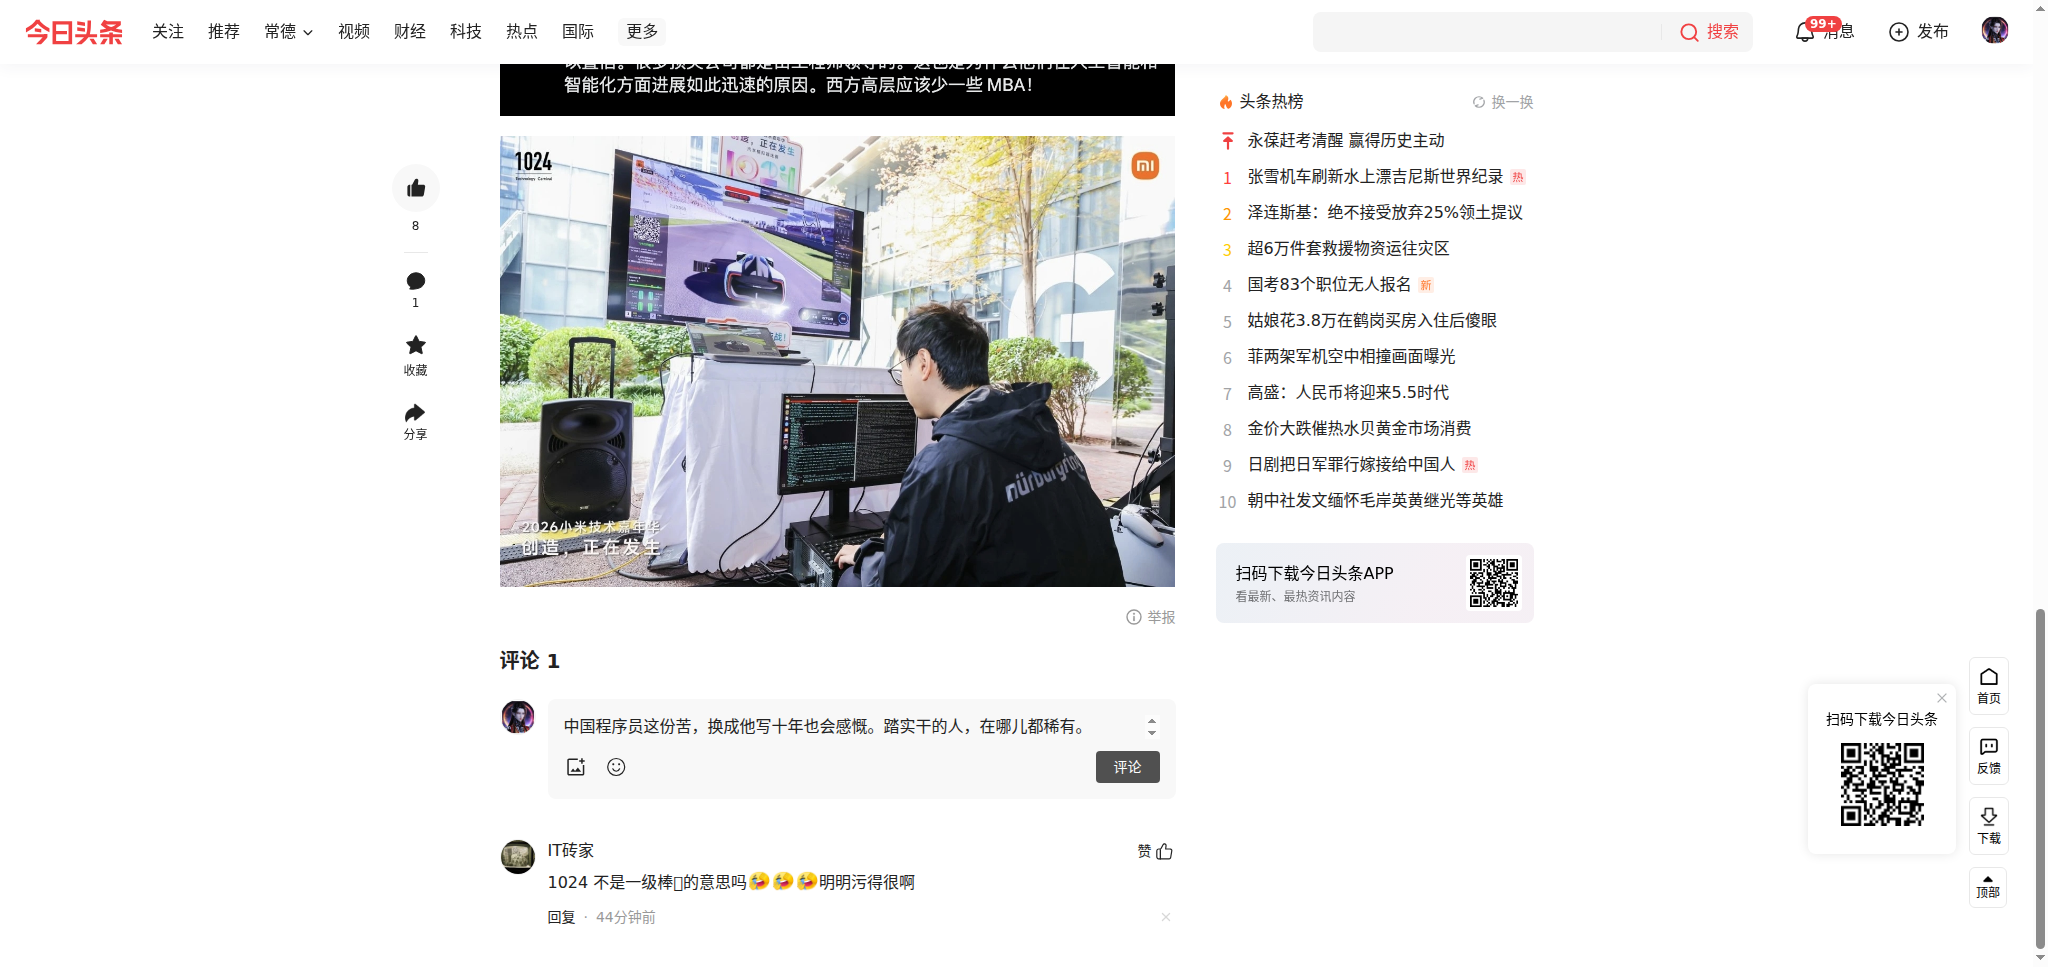 今日头条
关注
推荐
常德
视频
财经
科技
热点
国际
更多
搜索
99+
消息
发布
智能化方面进展如此迅速的原因。西方高层应该少一些 MBA！
8
1
收藏
分享
1024
Technology Carnival
mi
正在发生
nürburgring
2026小米技术嘉年华
创造，正在发生
举报
评论 1
中国程序员这份苦，换成他写十年也会感慨。踏实干的人，在哪儿都稀有。
评论
IT砖家
赞
1024 不是一级棒的意思吗🤣🤣🤣明明污得很啊
回复 · 44分钟前
头条热榜
换一换
永葆赶考清醒 赢得历史主动
1 张雪机车刷新水上漂吉尼斯世界纪录 热
2 泽连斯基：绝不接受放弃25%领土提议
3 超6万件套救援物资运往灾区
4 国考83个职位无人报名 新
5 姑娘花3.8万在鹤岗买房入住后傻眼
6 菲两架军机空中相撞画面曝光
7 高盛：人民币将迎来5.5时代
8 金价大跌催热水贝黄金市场消费
9 日剧把日军罪行嫁接给中国人 热
10 朝中社发文缅怀毛岸英黄继光等英雄
扫码下载今日头条APP
看最新、最热资讯内容
扫码下载今日头条
首页
反馈
下载
顶部